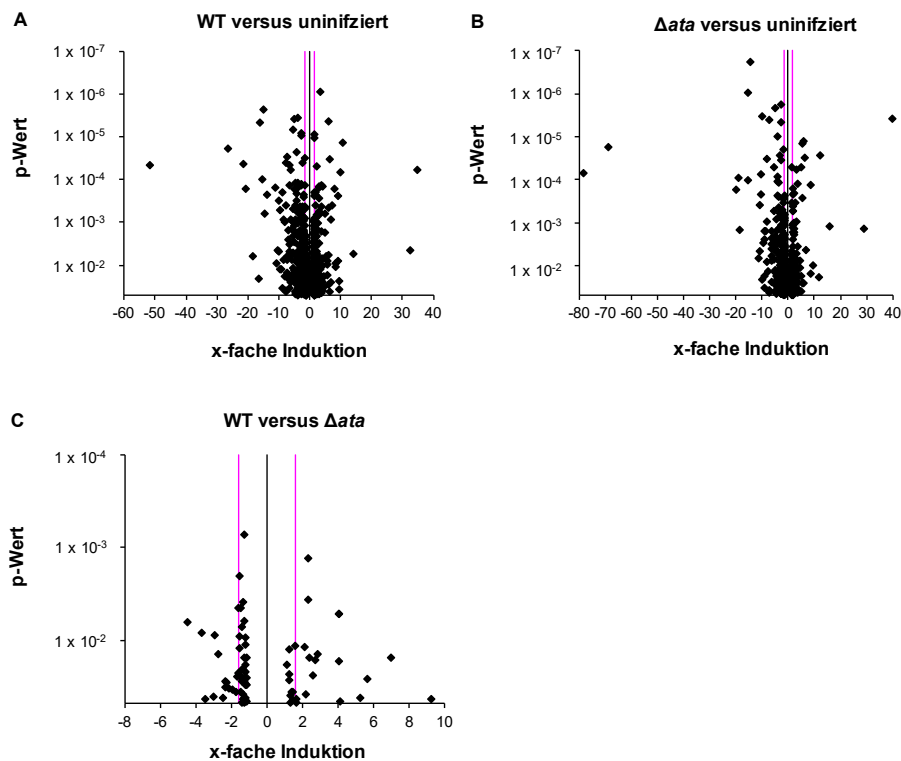 A
WT versus uninifziert
p-Wert
1 x 10-7
1 x 10-6
1 x 10-5
1 x 10-4
1 x 10-3
1 x 10-2
-60 -50 -40 -30 -20 -10 0 10 20 30 40
x-fache Induktion
B
Δata versus uninifziert
p-Wert
1 x 10-7
1 x 10-6
1 x 10-5
1 x 10-4
1 x 10-3
1 x 10-2
-80 -70 -60 -50 -40 -30 -20 -10 0 10 20 30 40
x-fache Induktion
C
WT versus Δata
p-Wert
1 x 10-4
1 x 10-3
1 x 10-2
-8 -6 -4 -2 0 2 4 6 8 10
x-fache Induktion